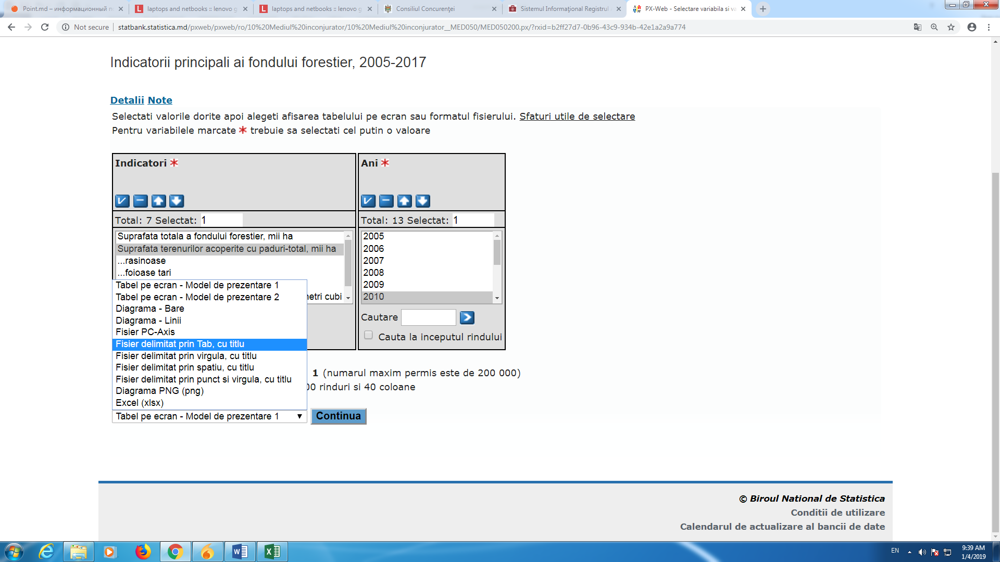 Point.md – информационный п
laptops and netbooks :: lenovo g
laptops and netbooks :: lenovo g
Consiliul Concurenţei
Sistemul Informaţional Registrul
PX-Web - Selectare variabila si va
Not secure
statbank.statistica.md/pxweb/pxweb/ro/10%20Mediul%20inconjurator/10%20Mediul%20inconjurator__MED050/MED050200.px/?rxid=b2ff27d7-0b96-43c9-934b-42e1a2a9a774
Indicatorii principali ai fondului forestier, 2005-2017
Detalii Note
Selectati valorile dorite apoi alegeti afisarea tabelului pe ecran sau formatul fisierului. Sfaturi utile de selectare
Pentru variabilele marcate * trebuie sa selectati cel putin o valoare
Indicatori *
Total: 7 Selectat: 1
Suprafata totala a fondului forestier, mii ha
Suprafata terenurilor acoperite cu paduri-total, mii ha
...rasinoase
...foioase tari
metri cubi
Ani *
Total: 13 Selectat: 1
2005
2006
2007
2008
2009
2010
Cautare
Cauta la inceputul rindului
Tabel pe ecran - Model de prezentare 1
Tabel pe ecran - Model de prezentare 2
Diagrama - Bare
Diagrama - Linii
Fisier PC-Axis
Fisier delimitat prin Tab, cu titlu
Fisier delimitat prin virgula, cu titlu
Fisier delimitat prin spatiu, cu titlu
Fisier delimitat prin punct si virgula, cu titlu
Diagrama PNG (png)
Excel (xlsx)
1 (numarul maxim permis este de 200 000)
00 rinduri si 40 coloane
Tabel pe ecran - Model de prezentare 1
Continua
© Biroul National de Statistica
Conditii de utilizare
Calendarul de actualizare al bancii de date
EN
9:39 AM
1/4/2019